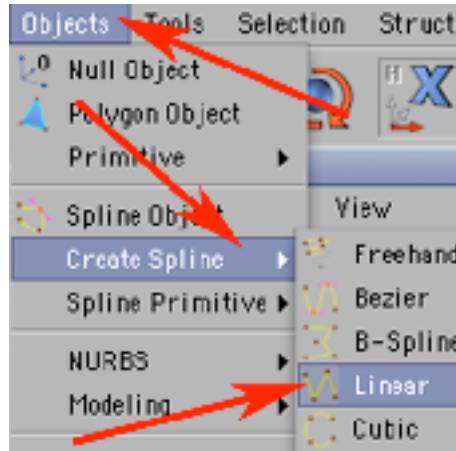 Objects Tools Selection Struct
Null Object
Polygon Object
Primitive
Spline Object
Create Spline
Spline Primitive
NURBS
Modeling
H
View
Freehand
Bezier
B-Spline
Linear
Cubic